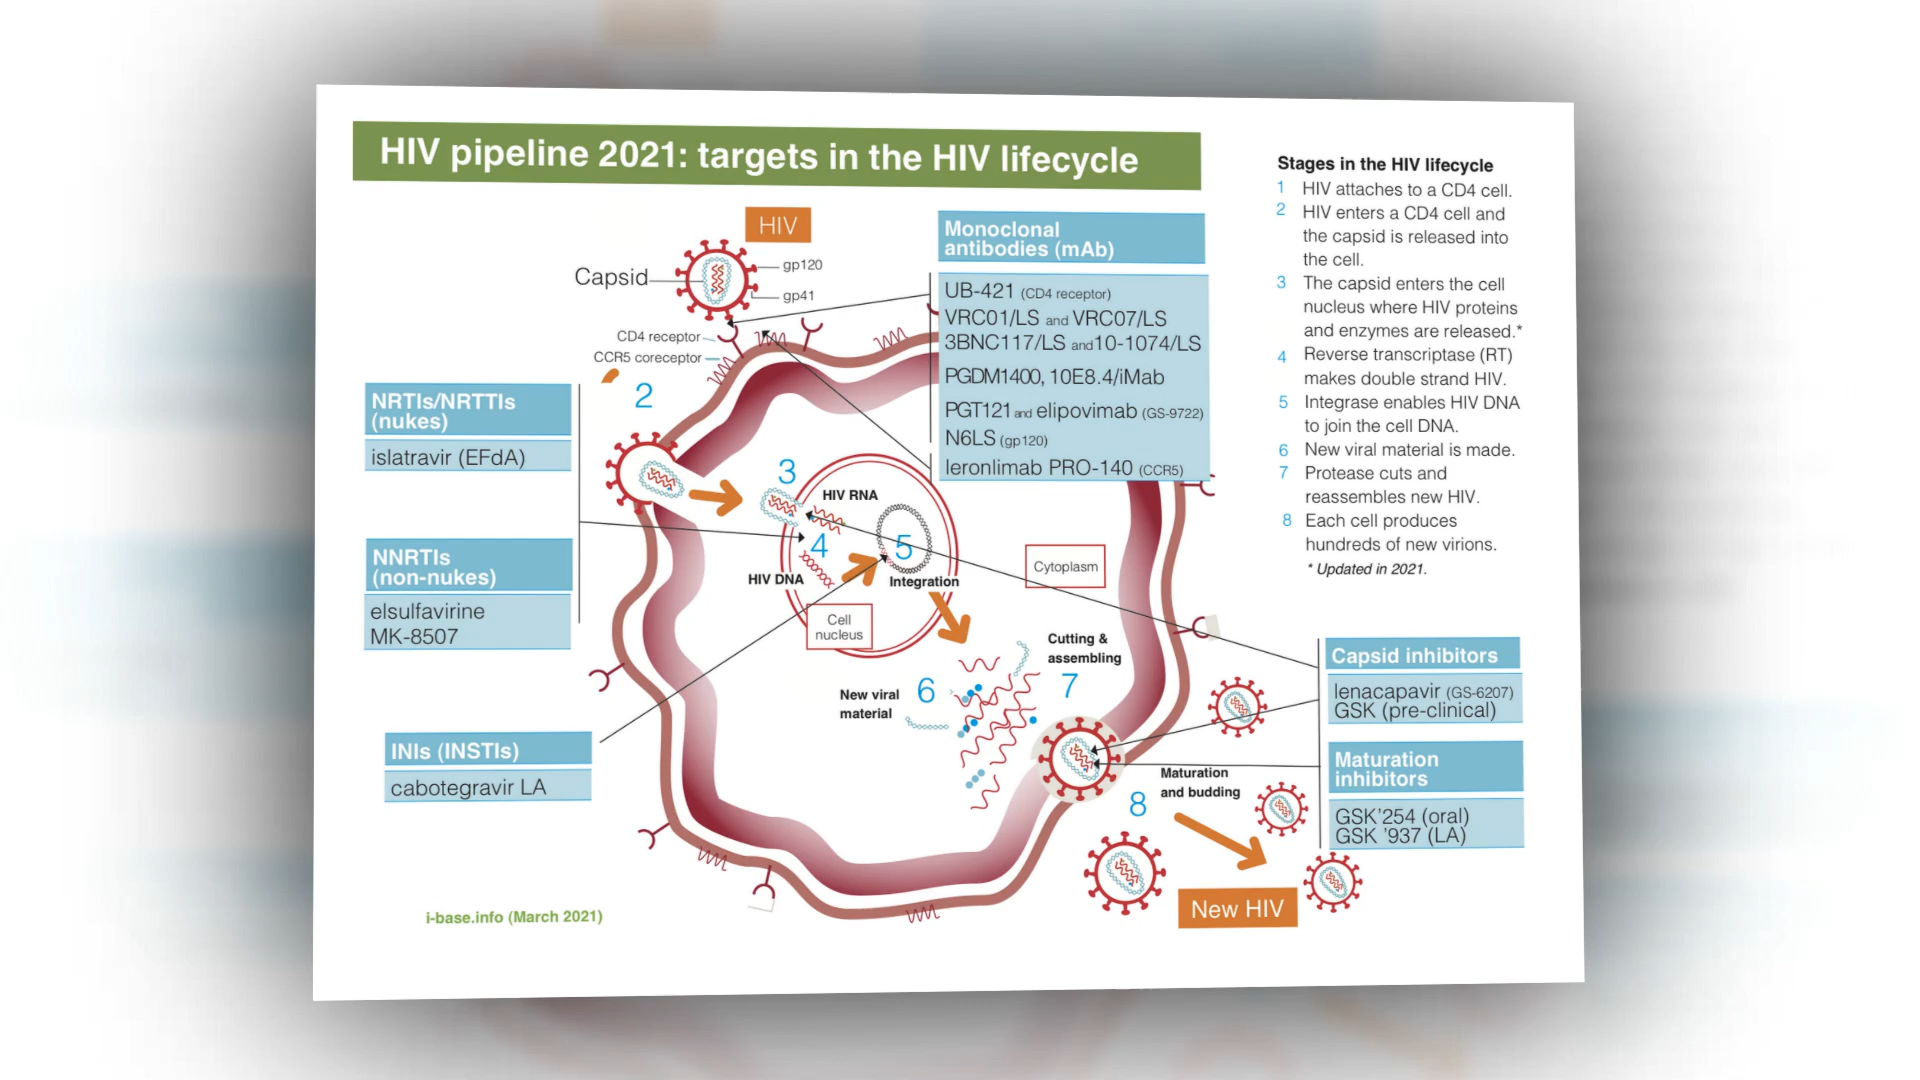 HIV pipeline 2021: targets in the HIV lifecycle
HIV
Capsid
gp120
gp41
CD4 receptor
CCR5 coreceptor
2
Monoclonal
antibodies (mAb)
UB-421 (CD4 receptor)
VRC01/LS and VRC07/LS
3BNC117/LS and10-1074/LS
PGDM1400, 10E8.4/iMab
PGT121 and elipovimab (GS-9722)
N6LS (gp120)
leronlimab PRO-140 (CCR5)
NRTIs/NRTTIs
(nukes)
islatravir (EFdA)
NNRTIs
(non-nukes)
elsulfavirine
MK-8507
INIs (INSTIs)
cabotegravir LA
3
HIV RNA
4
5
HIV DNA
Integration
Cell
nucleus
Cytoplasm
New viral
material
6
Cutting &
assembling
7
Maturation
and budding
8
New HIV
Stages in the HIV lifecycle
1 HIV attaches to a CD4 cell.
2 HIV enters a CD4 cell and
the capsid is released into
the cell.
3 The capsid enters the cell
nucleus where HIV proteins
and enzymes are released.*
4 Reverse transcriptase (RT)
makes double strand HIV.
5 Integrase enables HIV DNA
to join the cell DNA.
6 New viral material is made.
7 Protease cuts and
reassembles new HIV.
8 Each cell produces
hundreds of new virions.
* Updated in 2021.
Capsid inhibitors
lenacapavir (GS-6207)
GSK (pre-clinical)
Maturation
inhibitors
GSK'254 (oral)
GSK '937 (LA)
i-base.info (March 2021)